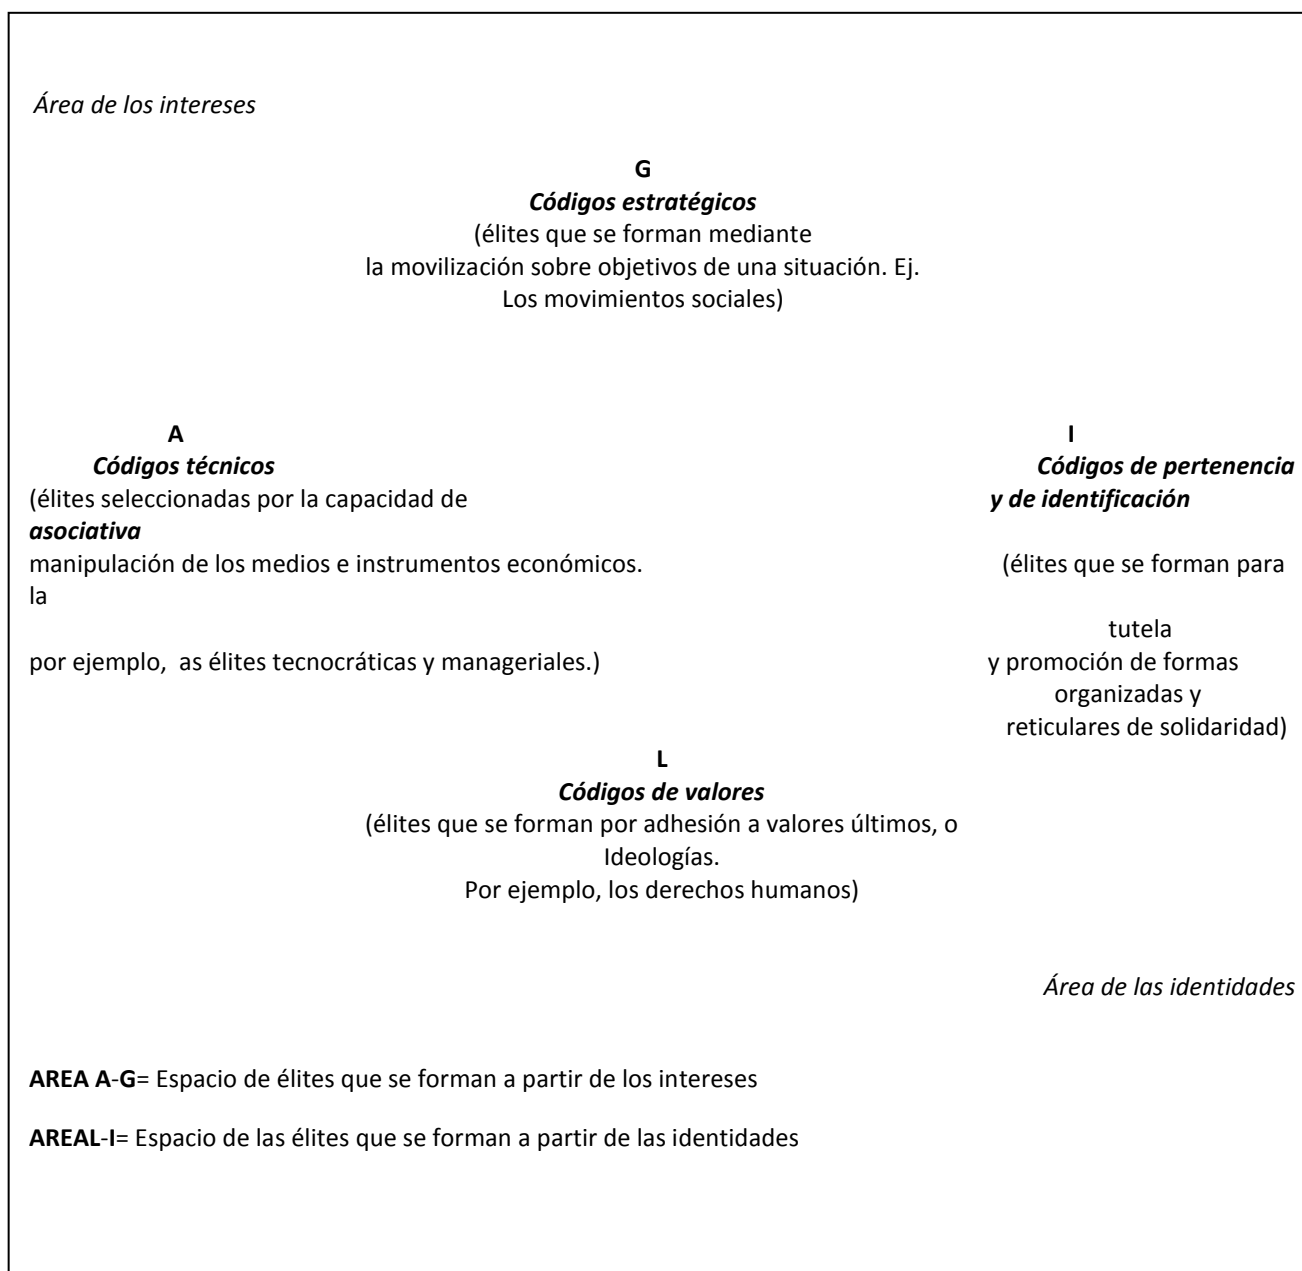 Área de los intereses
G
Códigos estratégicos
(élites que se forman mediante
la movilización sobre objetivos de una situación. Ej.
Los movimientos sociales)
A I
Códigos técnicos Códigos de pertenencia
(élites seleccionadas por la capacidad de y de identificación
asociativa
manipulación de los medios e instrumentos económicos. (élites que se forman para
la
tutela
por ejemplo, as élites tecnocráticas y manageriales.) y promoción de formas
organizadas y
reticulares de solidaridad)
L
Códigos de valores
(élites que se forman por adhesión a valores últimos, o
Ideologías.
Por ejemplo, los derechos humanos)
Área de las identidades
AREA A-G= Espacio de élites que se forman a partir de los intereses
AREAL-I= Espacio de las élites que se forman a partir de las identidades